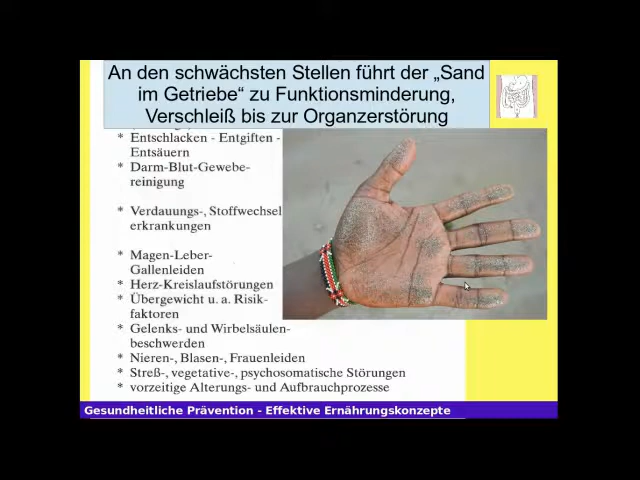 An den schwächsten Stellen führt der „Sand
im Getriebe“ zu Funktionsminderung,
Verschleiß bis zur Organzerstörung
* Entschlacken - Entgiften -
Entsäuern
* Darm-Blut-Gewebe-
reinigung
* Verdauungs-, Stoffwechsel
erkrankungen
* Magen-Leber-
Gallenleiden
* Herz-Kreislaufstörungen
* Übergewicht u. a. Risik-
faktoren
* Gelenks- und Wirbelsäulen-
beschwerden
* Nieren-, Blasen-, Frauenleiden
* Streß-, vegetative-, psychosomatische Störungen
* vorzeitige Alterungs- und Aufbrauchprozesse
Gesundheitliche Prävention - Effektive Ernährungskonzepte